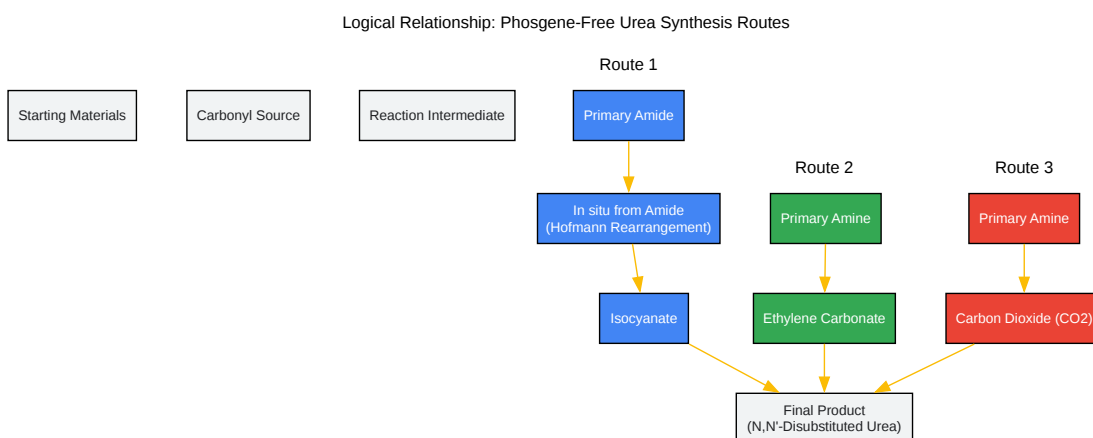 Logical Relationship: Phosgene-Free Urea Synthesis Routes
Route 1
Starting Materials
Carbonyl Source
Reaction Intermediate
Primary Amide
Route 2
Route 3
In situ from Amide
(Hofmann Rearrangement)
Primary Amine
Primary Amine
Isocyanate
Ethylene Carbonate
Carbon Dioxide (CO2)
Final Product
(N,N'-Disubstituted Urea)